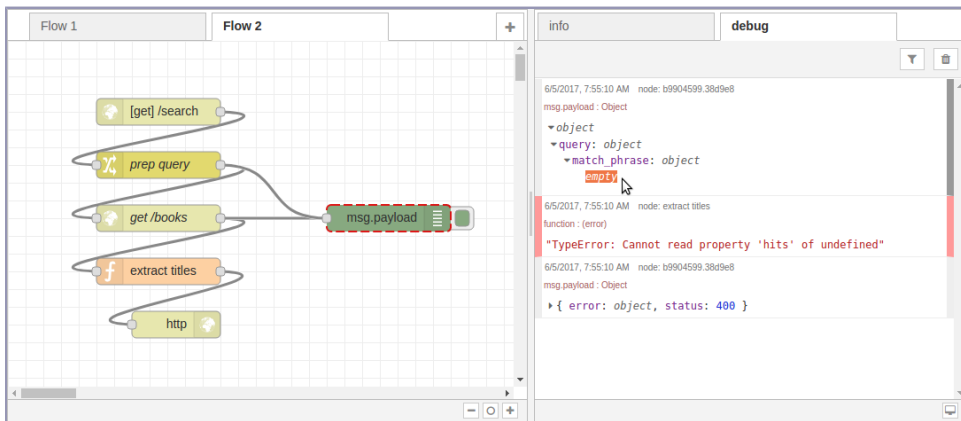 Flow 1
Flow 2
info
debug
[get] /search
prep query
get /books
extract titles
http
msg.payload
6/5/2017, 7:55:10 AM node: b9904599.38d9e8
msg.payload : Object
object
query: object
match_phrase: object
empty
6/5/2017, 7:55:10 AM node: extract titles
function : (error)
"TypeError: Cannot read property 'hits' of undefined"
6/5/2017, 7:55:10 AM node: b9904599.38d9e8
msg.payload : Object
{ error: object, status: 400 }